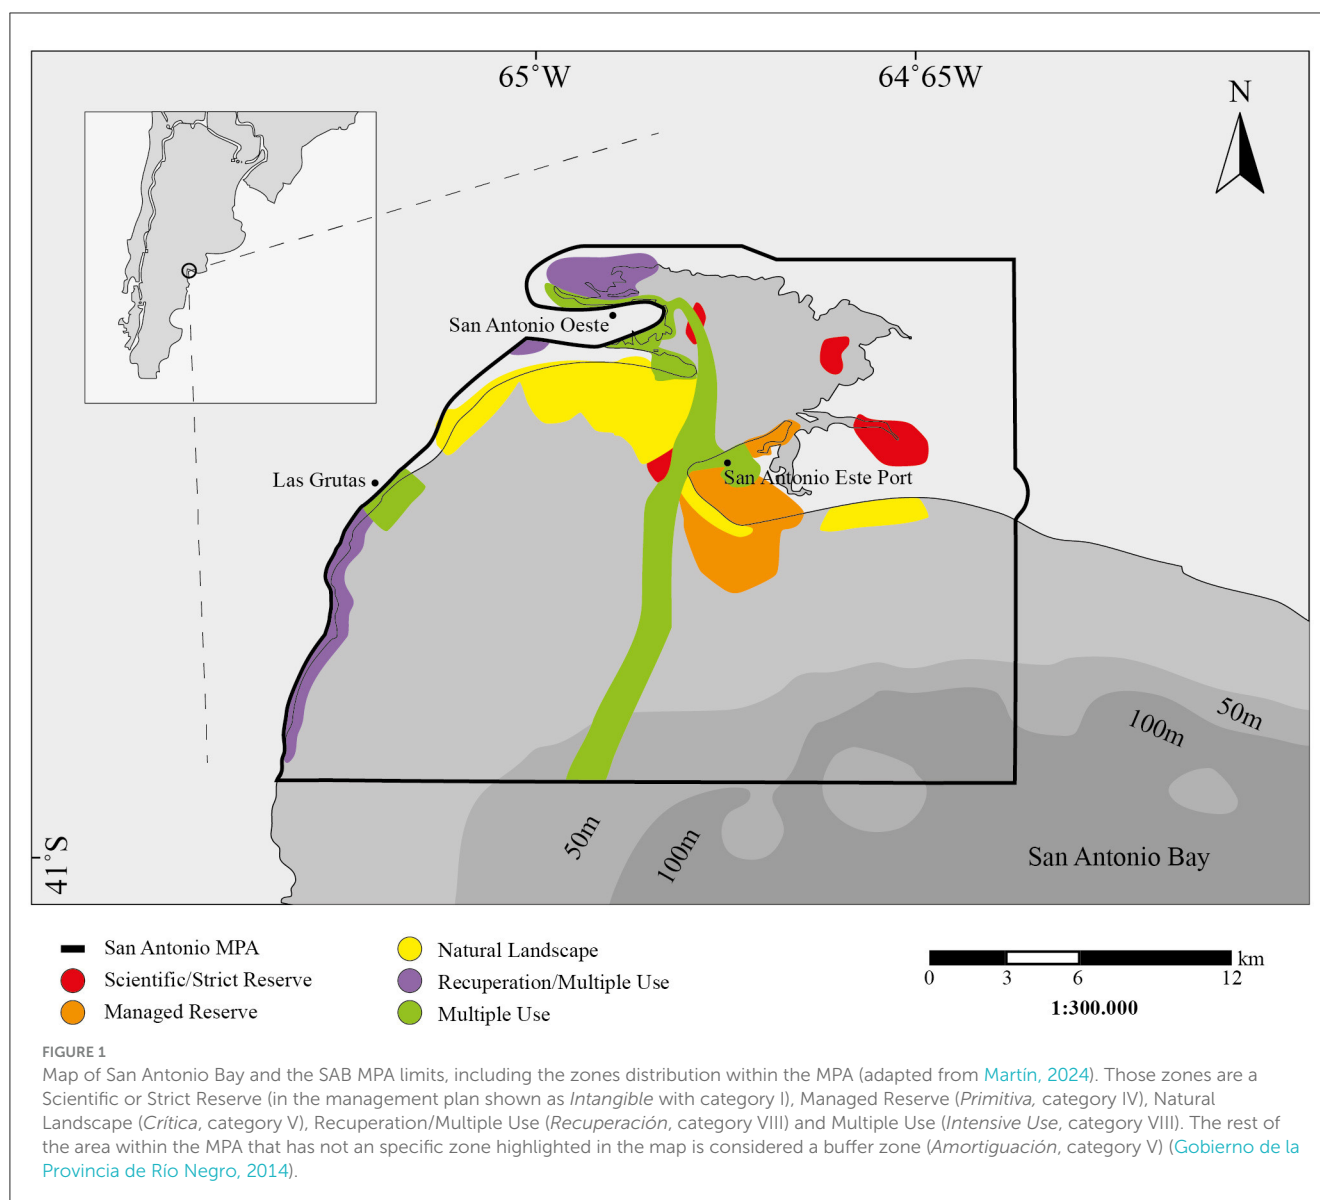 65°W
64°65W
N
San Antonio Oeste
Las Grutas
San Antonio Este Port
50m
100m
50m
100m
San Antonio Bay
41°S
San Antonio MPA
Scientific/Strict Reserve
Managed Reserve
Natural Landscape
Recuperation/Multiple Use
Multiple Use
km
0 3 6 12
1:300.000
FIGURE 1
Map of San Antonio Bay and the SAB MPA limits, including the zones distribution within the MPA (adapted from Martín, 2024). Those zones are a
Scientific or Strict Reserve (in the management plan shown as Intangible with category I), Managed Reserve (Primitiva, category IV), Natural
Landscape (Crítica, category V), Recuperation/Multiple Use (Recuperación, category VIII) and Multiple Use (Intensive Use, category VIII). The rest of
the area within the MPA that has not an specific zone highlighted in the map is considered a buffer zone (Amortiguación, category V) (Gobierno de la
Provincia de Río Negro, 2014).